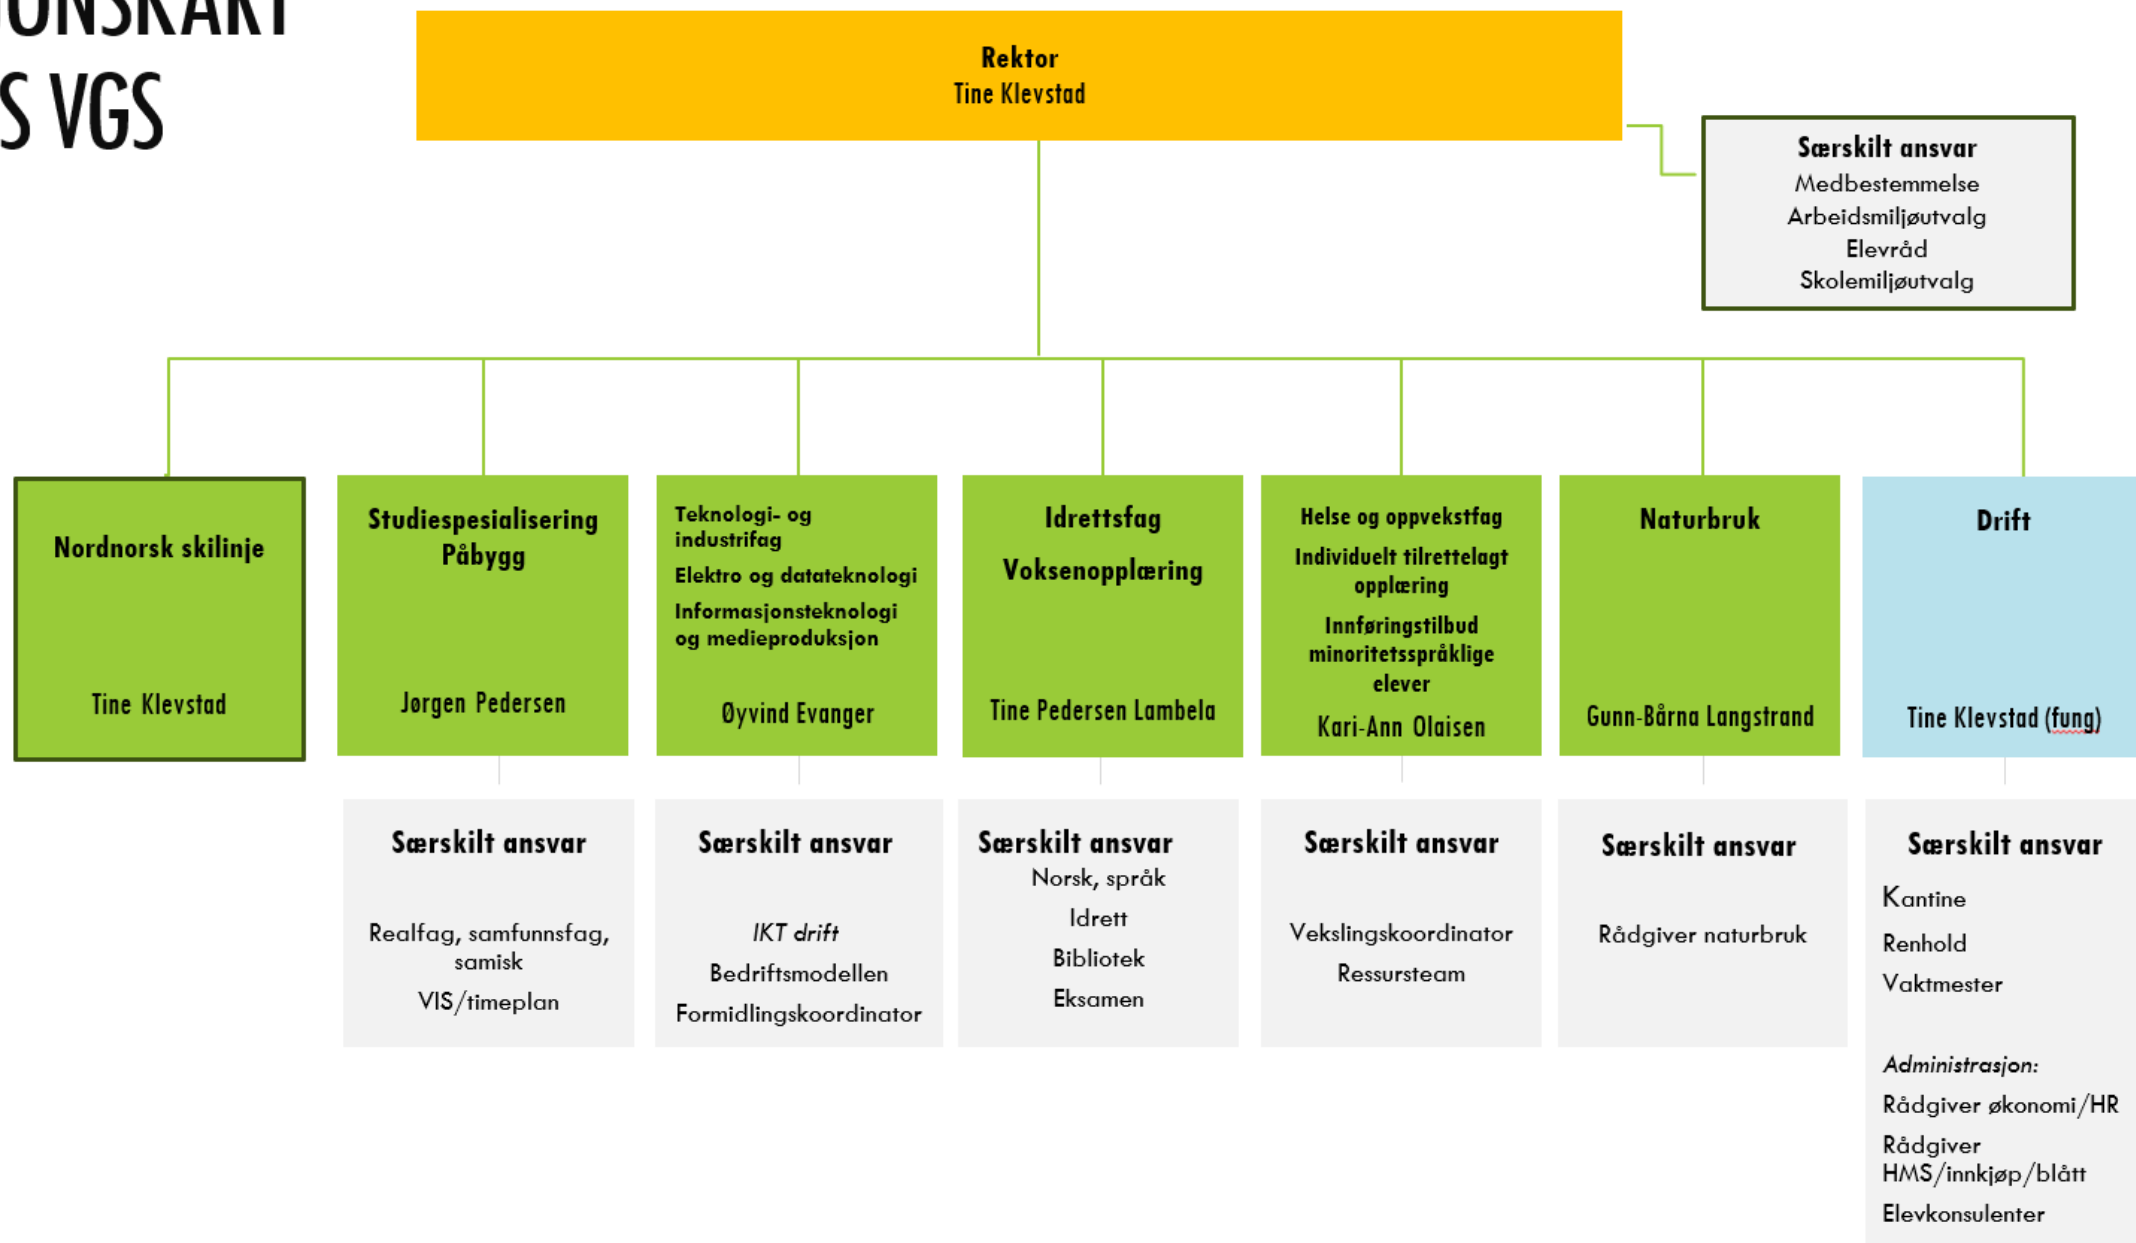 S VGS
Rektor
Tine Klevstad
Særskilt ansvar
Medbestemmelse
Arbeidsmiljøutvalg
Elevråd
Skolemiljøutvalg
Nordnorsk skilinje
Tine Klevstad
Studiespesialisering
Påbygg
Jørgen Pedersen
Teknologi- og
industrifag
Elektro og datateknologi
Informasjonsteknologi
og medieproduksjon
Øyvind Evanger
Idrettsfag
Voksenopplæring
Tine Pedersen Lambela
Helse og oppvekstfag
Individuelt tilrettelagt
opplæring
Innføringstilbud
minoritetsspråklige
elever
Kari-Ann Olaisen
Naturbruk
Gunn-Bårna Langstrand
Drift
Tine Klevstad (fung)
Særskilt ansvar
Realfag, samfunnsfag,
samisk
VIS/timeplan
Særskilt ansvar
IKT drift
Bedriftsmodellen
Formidlingskoordinator
Særskilt ansvar
Norsk, språk
Idrett
Bibliotek
Eksamen
Særskilt ansvar
Vekslingskoordinator
Ressursteam
Særskilt ansvar
Rådgiver naturbruk
Særskilt ansvar
Kantine
Renhold
Vaktmester
Administrasjon:
Rådgiver økonomi/HR
Rådgiver
HMS/innkjøp/blått
Elevkonsulenter